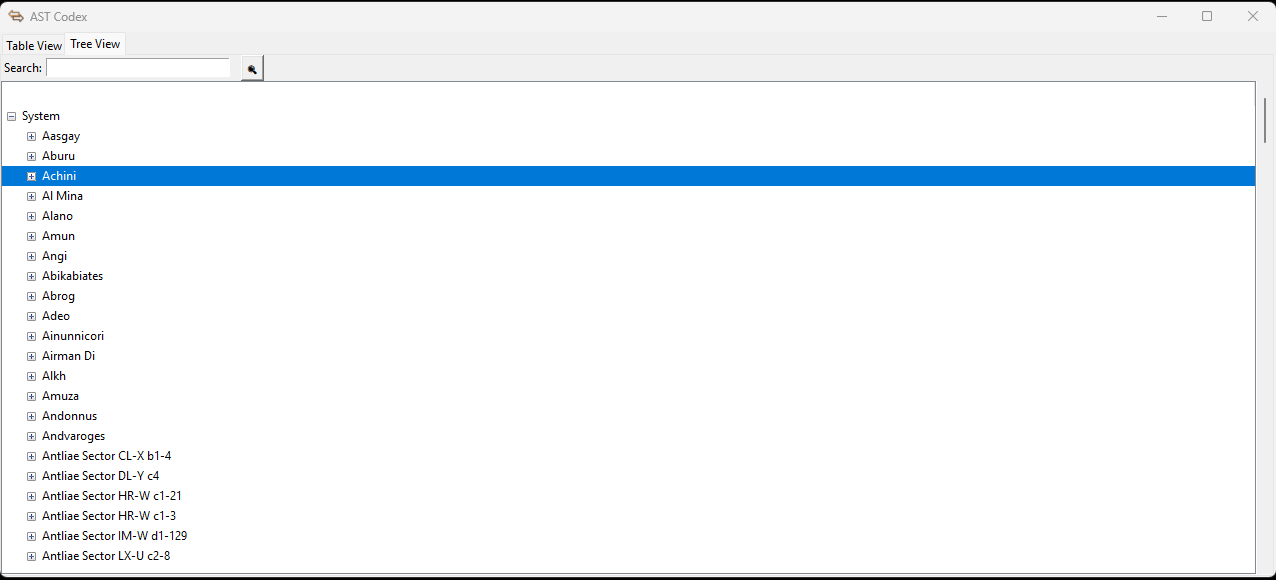 AST Codex
Table View Tree View
Search:
System
Aasgay
Aburu
Achini
Al Mina
Alano
Amun
Angi
Abikabiates
Abrog
Adeo
Ainunnicori
Airman Di
Alkh
Amuza
Andonnus
Andvaroges
Antliae Sector CL-X b1-4
Antliae Sector DL-Y c4
Antliae Sector HR-W c1-21
Antliae Sector HR-W c1-3
Antliae Sector IM-W d1-129
Antliae Sector LX-U c2-8